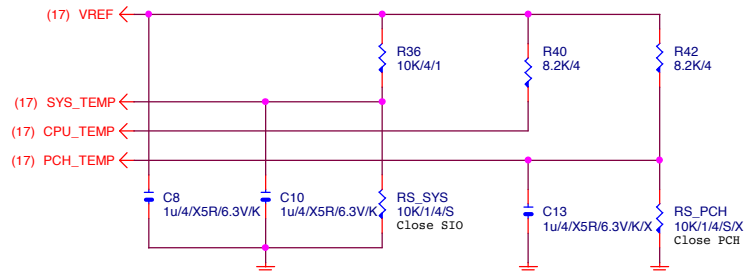 (17) VREF
R36
10K/4/1
R40
8.2K/4
R42
8.2K/4
(17) SYS_TEMP
(17) CPU_TEMP
(17) PCH_TEMP
C8
1u/4/X5R/6.3V/K
C10
1u/4/X5R/6.3V/K
RS_SYS
10K/1/4/S
Close SIO
C13
1u/4/X5R/6.3V/K/X
RS_PCH
10K/1/4/S/X
Close PCH